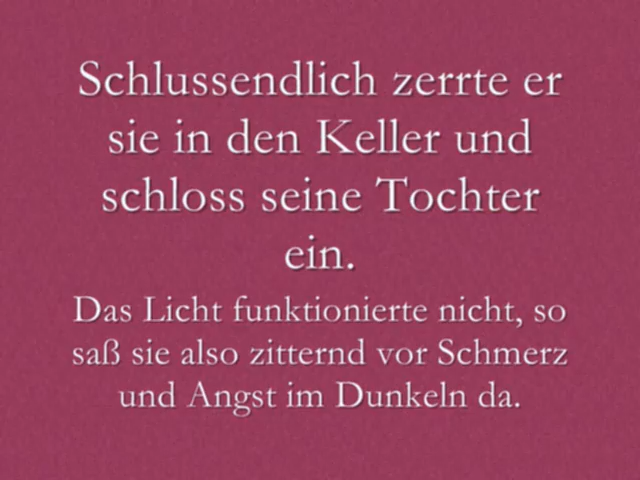 Schlussendlich zerrte er
sie in den Keller und
schloss seine Tochter
ein.
Das Licht funktionierte nicht, so
saß sie also zitternd vor Schmerz
und Angst im Dunkeln da.